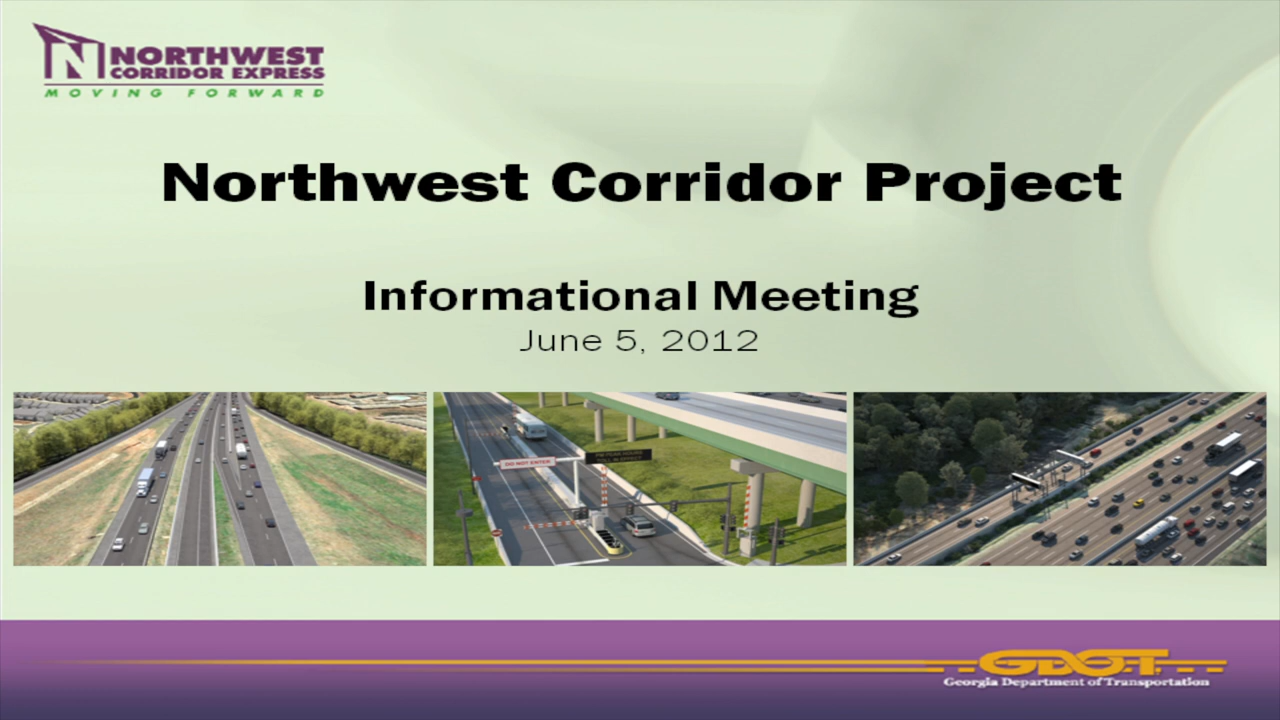 NORTHWEST
CORRIDOR EXPRESS
MOVING FORWARD
Northwest Corridor Project
Informational Meeting
June 5, 2012
DO NOT ENTER
GDOT
Georgia Department of Transportation